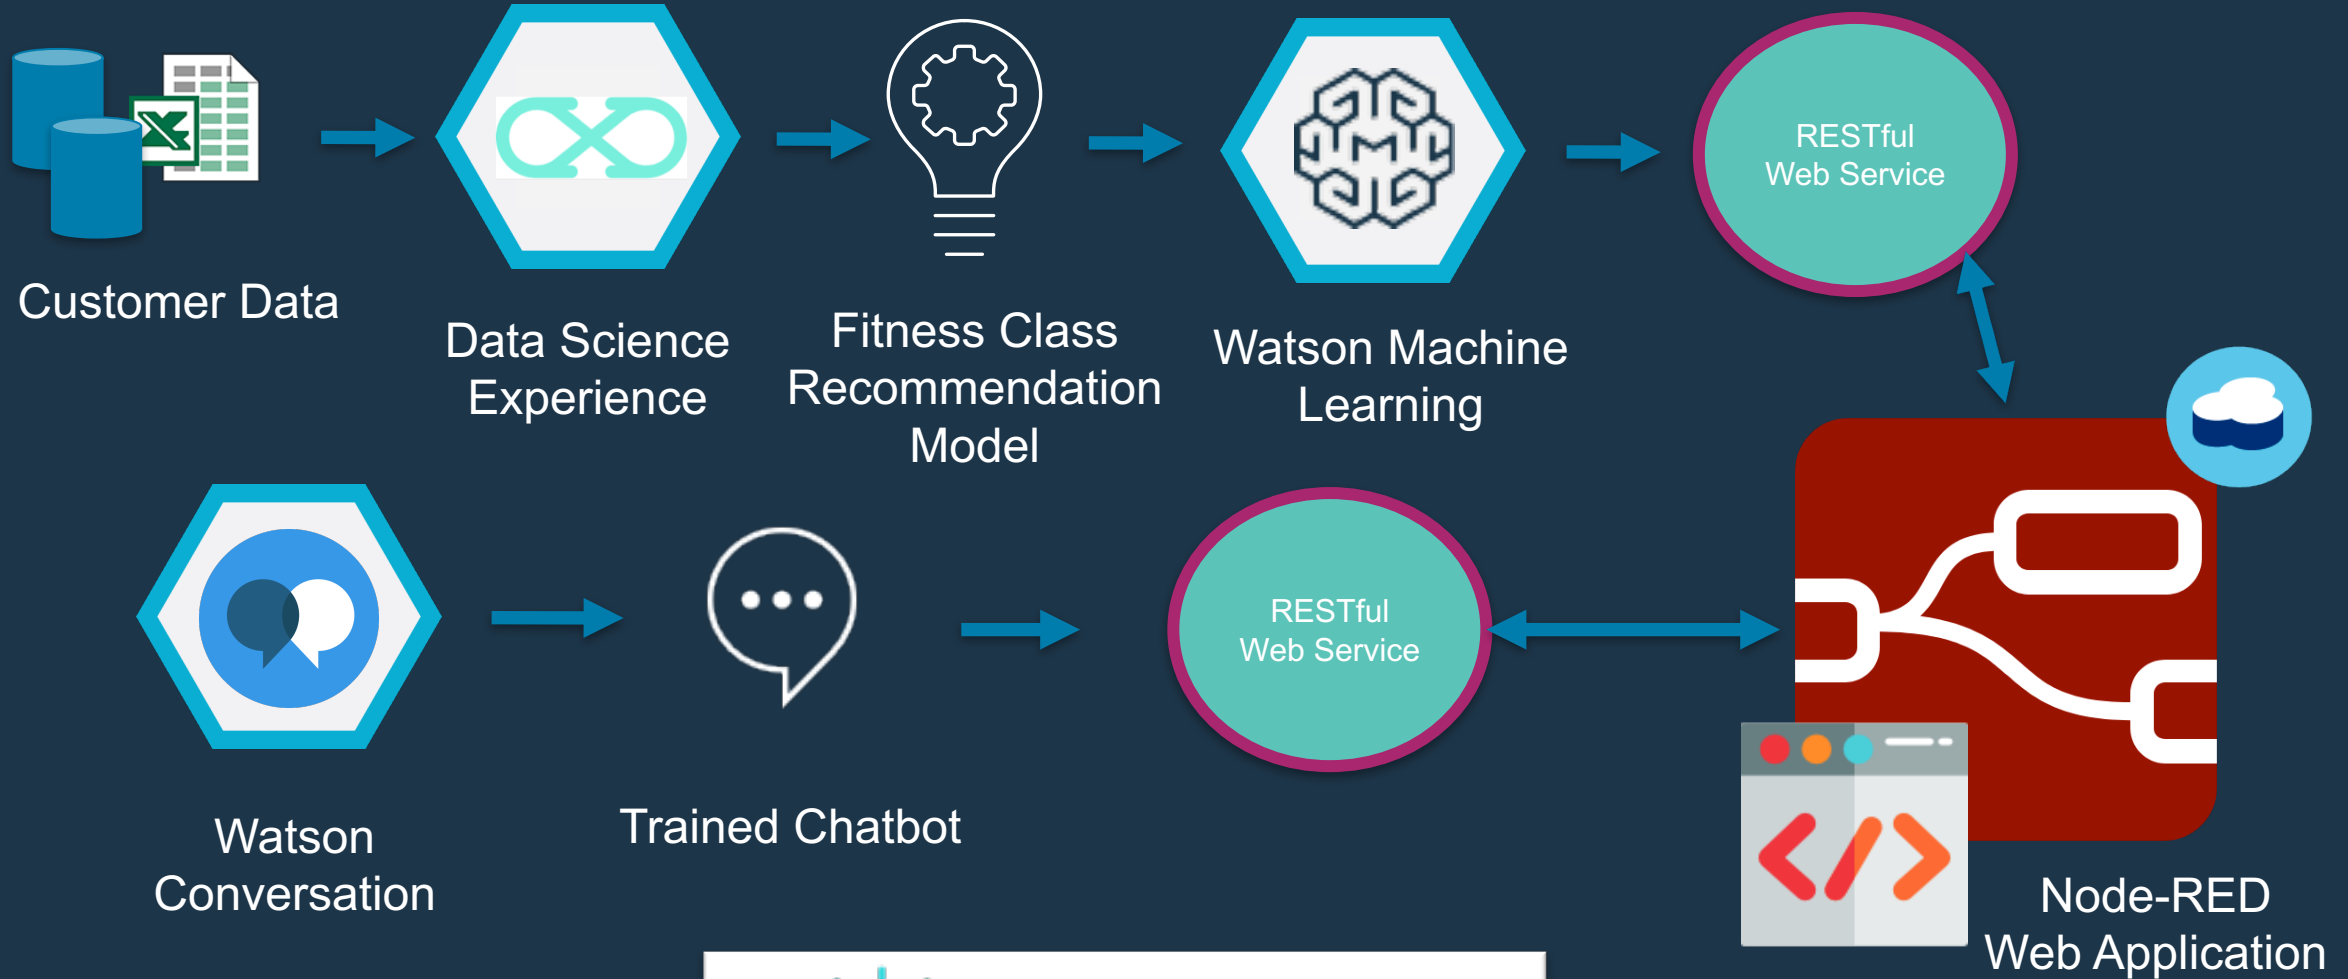 RESTful
Web Service
Customer Data
Data Science
Experience
Fitness Class
Recommendation
Model
Watson Machine
Learning
RESTful
Web Service
Watson
Conversation
Trained Chatbot
Node-RED
Web Application